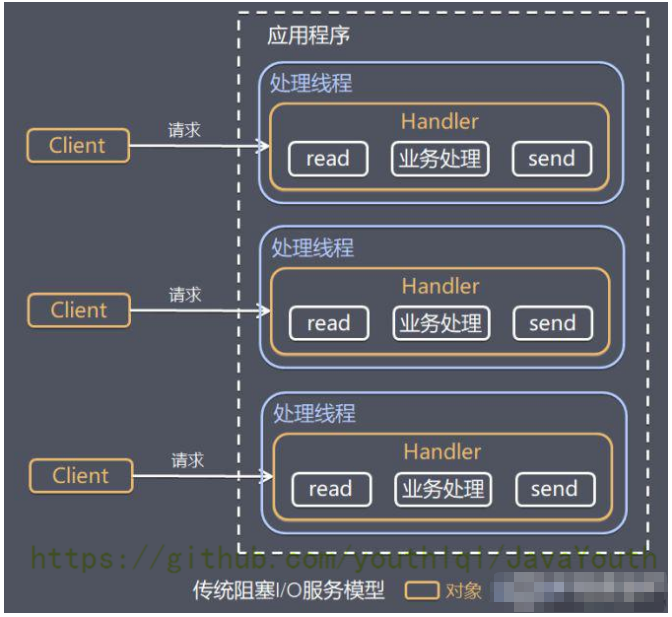 应用程序
处理线程
Handler
Client
请求
read
业务处理
send
处理线程
Handler
Client
请求
read
业务处理
send
处理线程
Handler
Client
请求
read
业务处理
send
https://github.com/youthlql/JavaYouth
传统阻塞I/O服务模型
对象